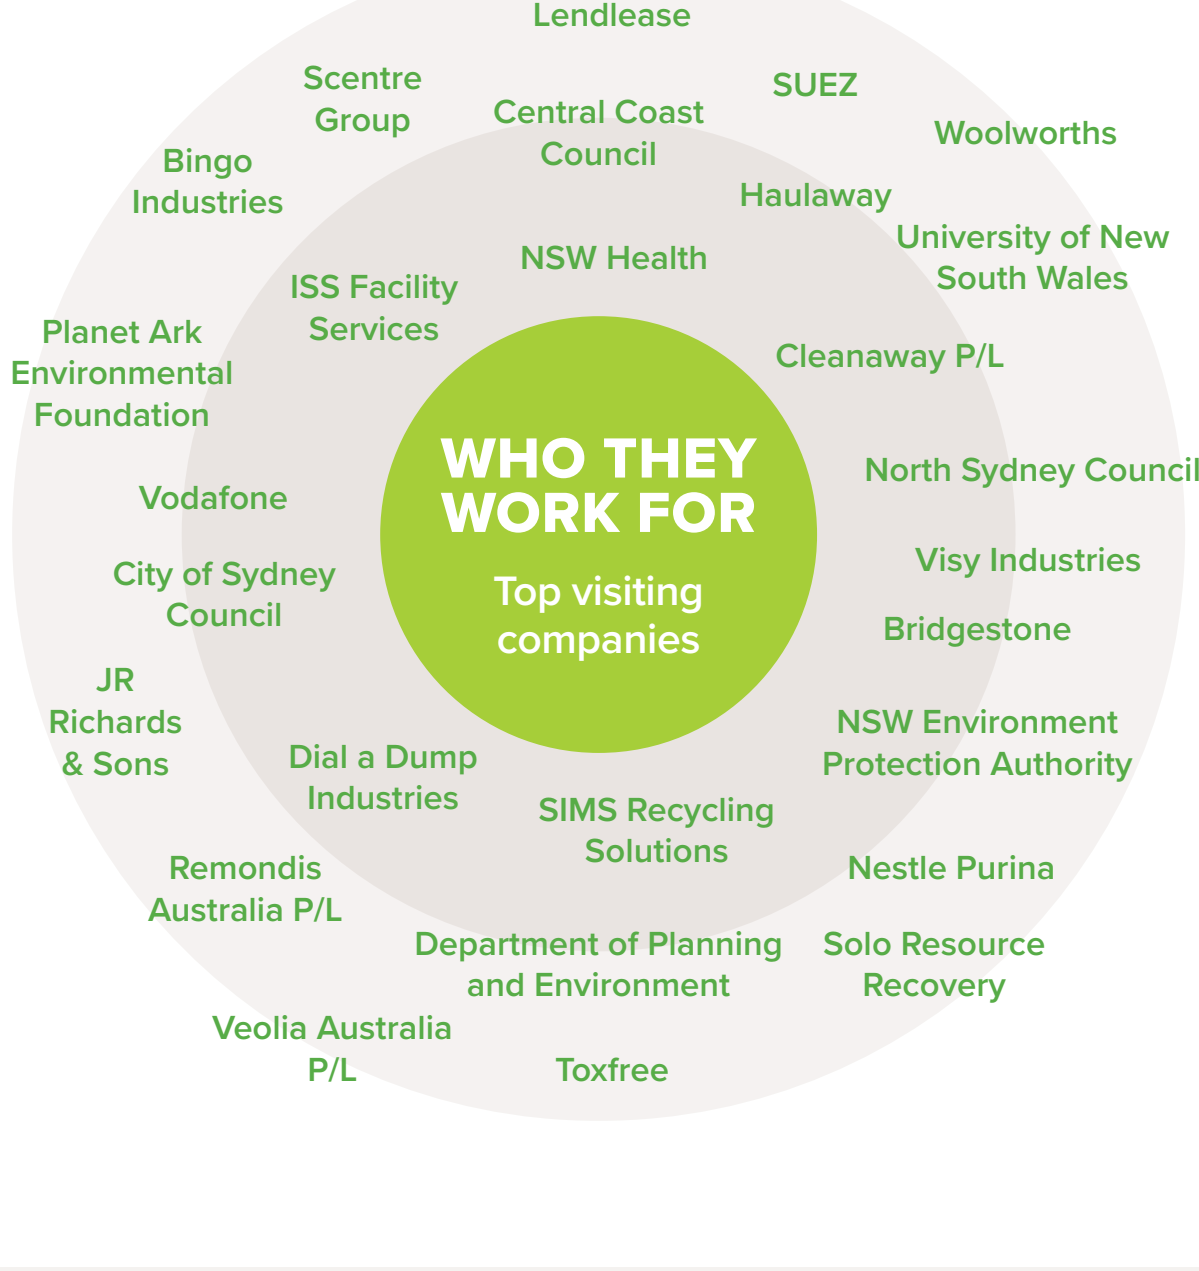 Lendlease
Scentre
Group
SUEZ
Central Coast
Council
Woolworths
Bingo
Industries
Haulaway
University of New
South Wales
NSW Health
ISS Facility
Services
Planet Ark
Environmental
Foundation
Cleanaway P/L
WHO THEY
WORK FOR
Top visiting
companies
North Sydney Council
Vodafone
Visy Industries
City of Sydney
Council
Bridgestone
JR
Richards
& Sons
NSW Environment
Protection Authority
Dial a Dump
Industries
SIMS Recycling
Solutions
Remondis
Australia P/L
Nestle Purina
Department of Planning
and Environment
Solo Resource
Recovery
Veolia Australia
P/L
Toxfree